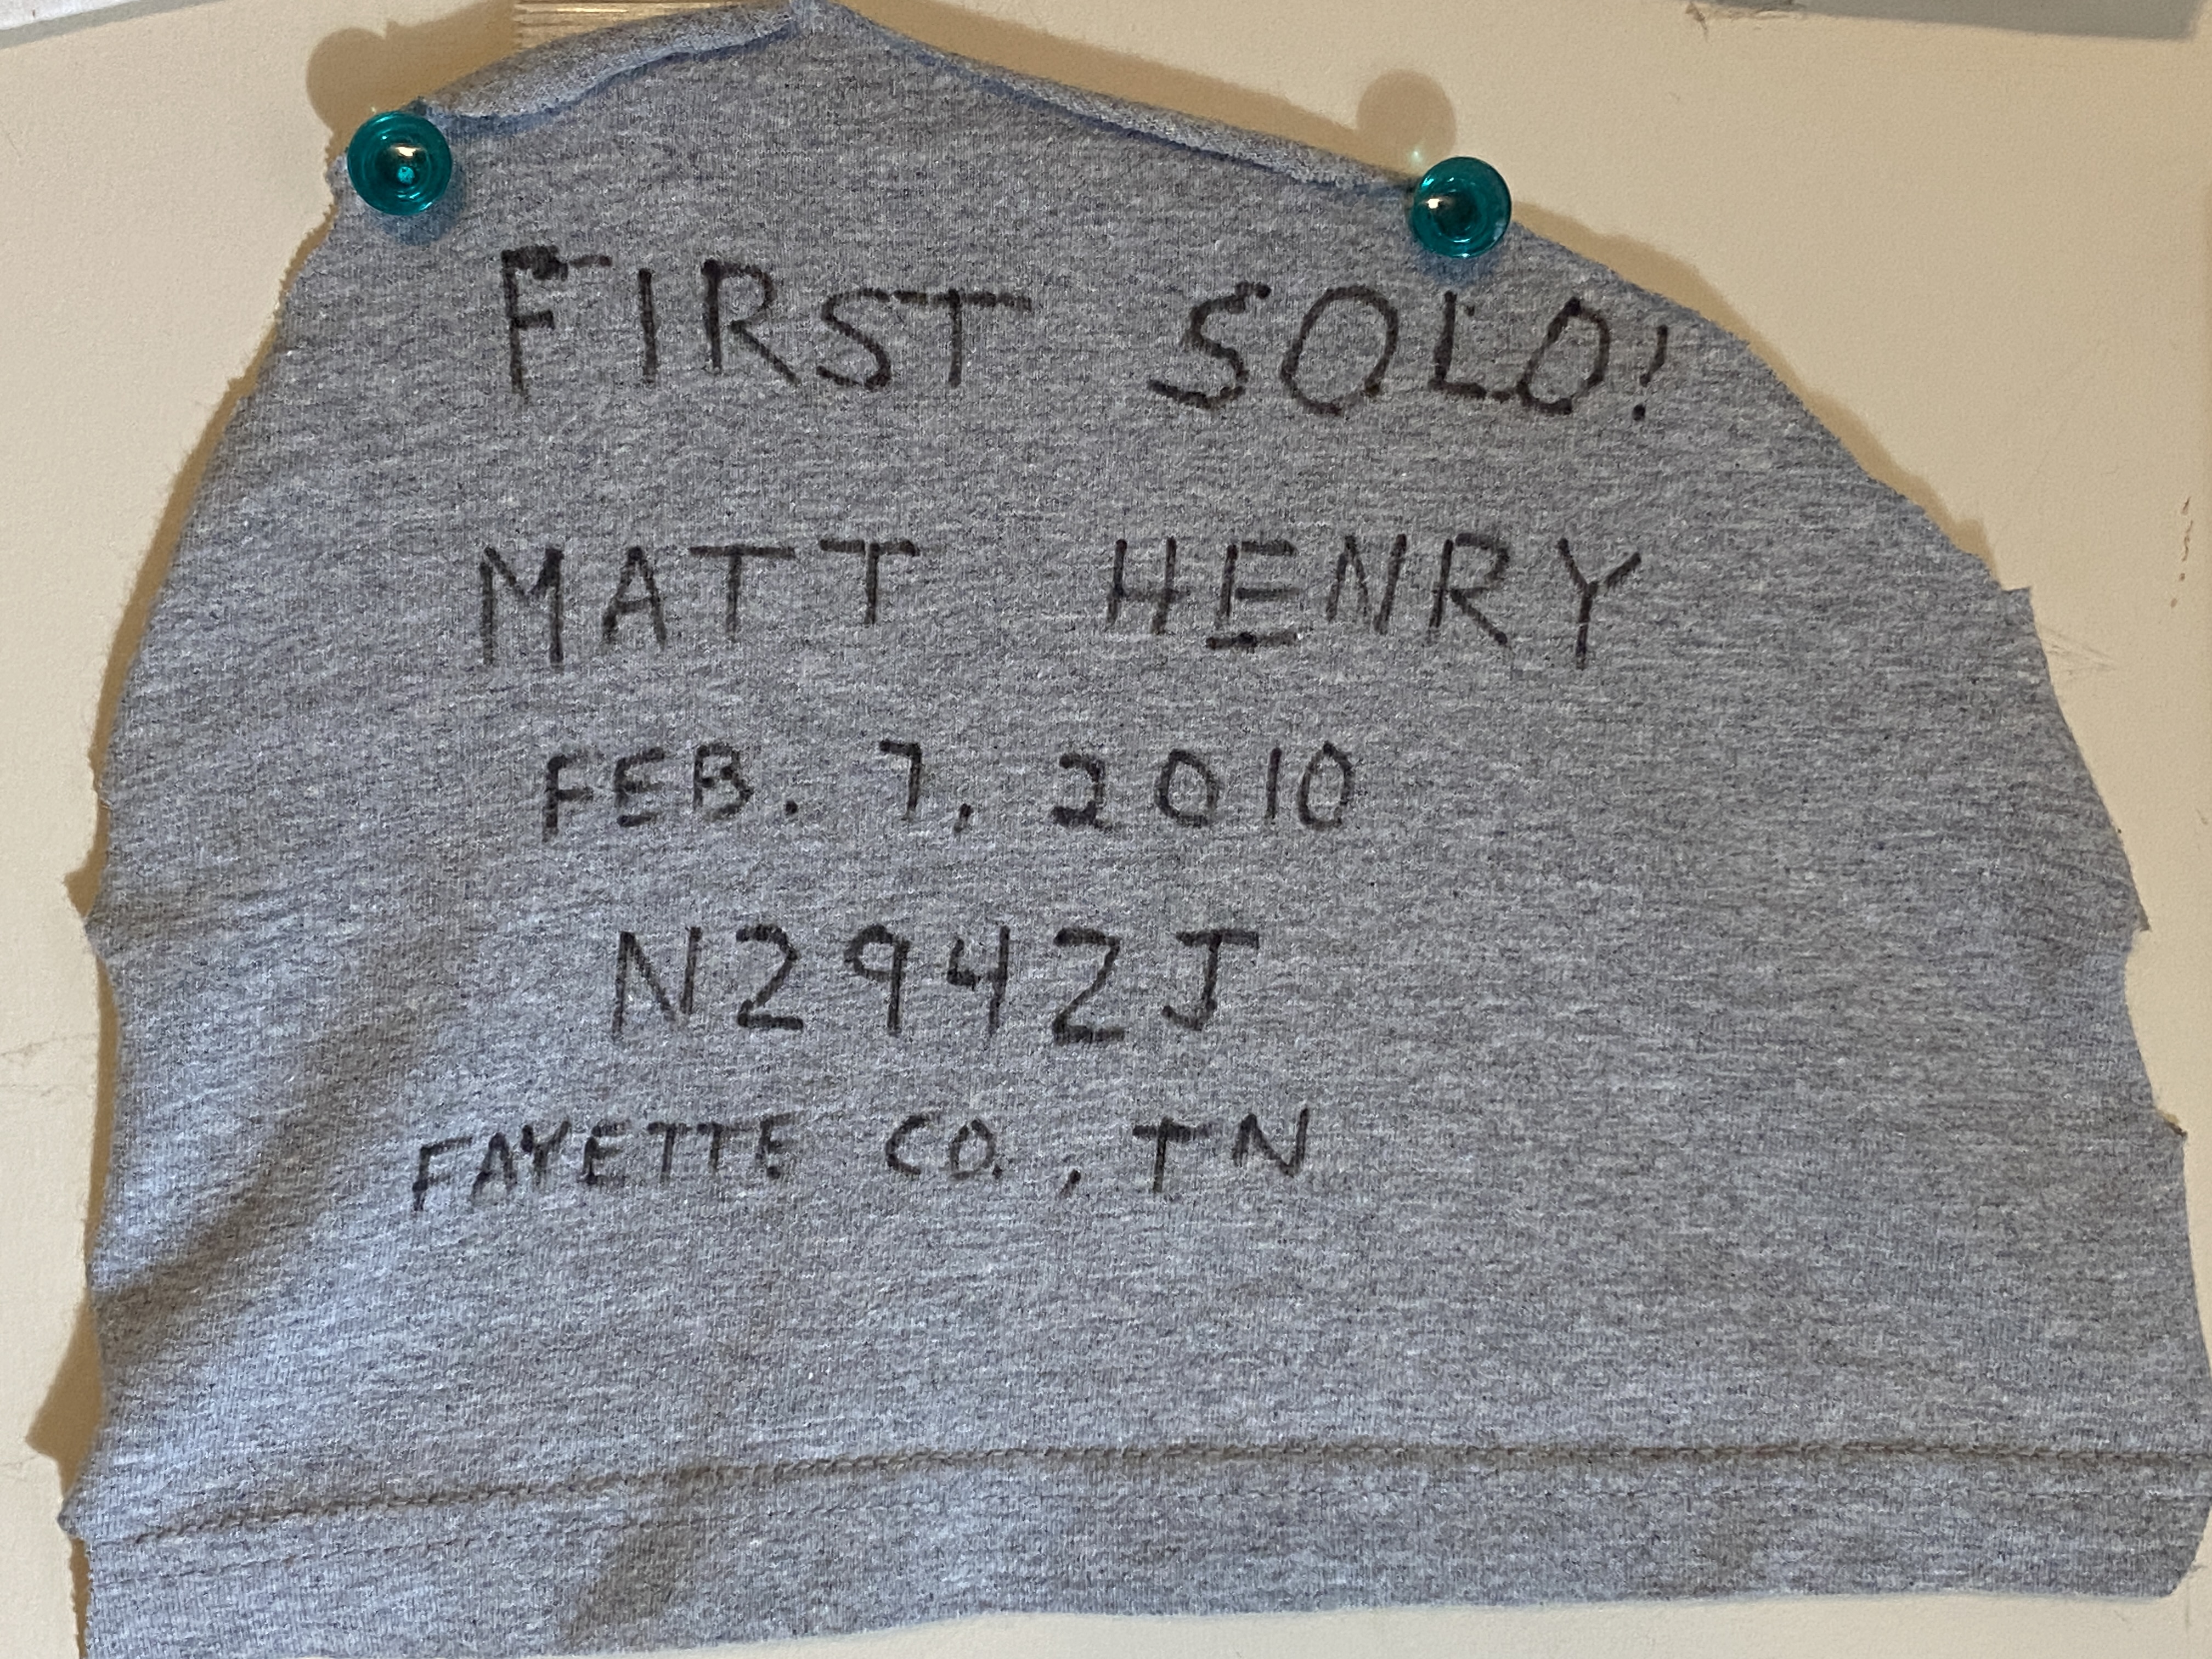 FIRST SOLO!
MATT HENRY
FEB. 7, 2010
N2942J
FAYETTE CO., TN